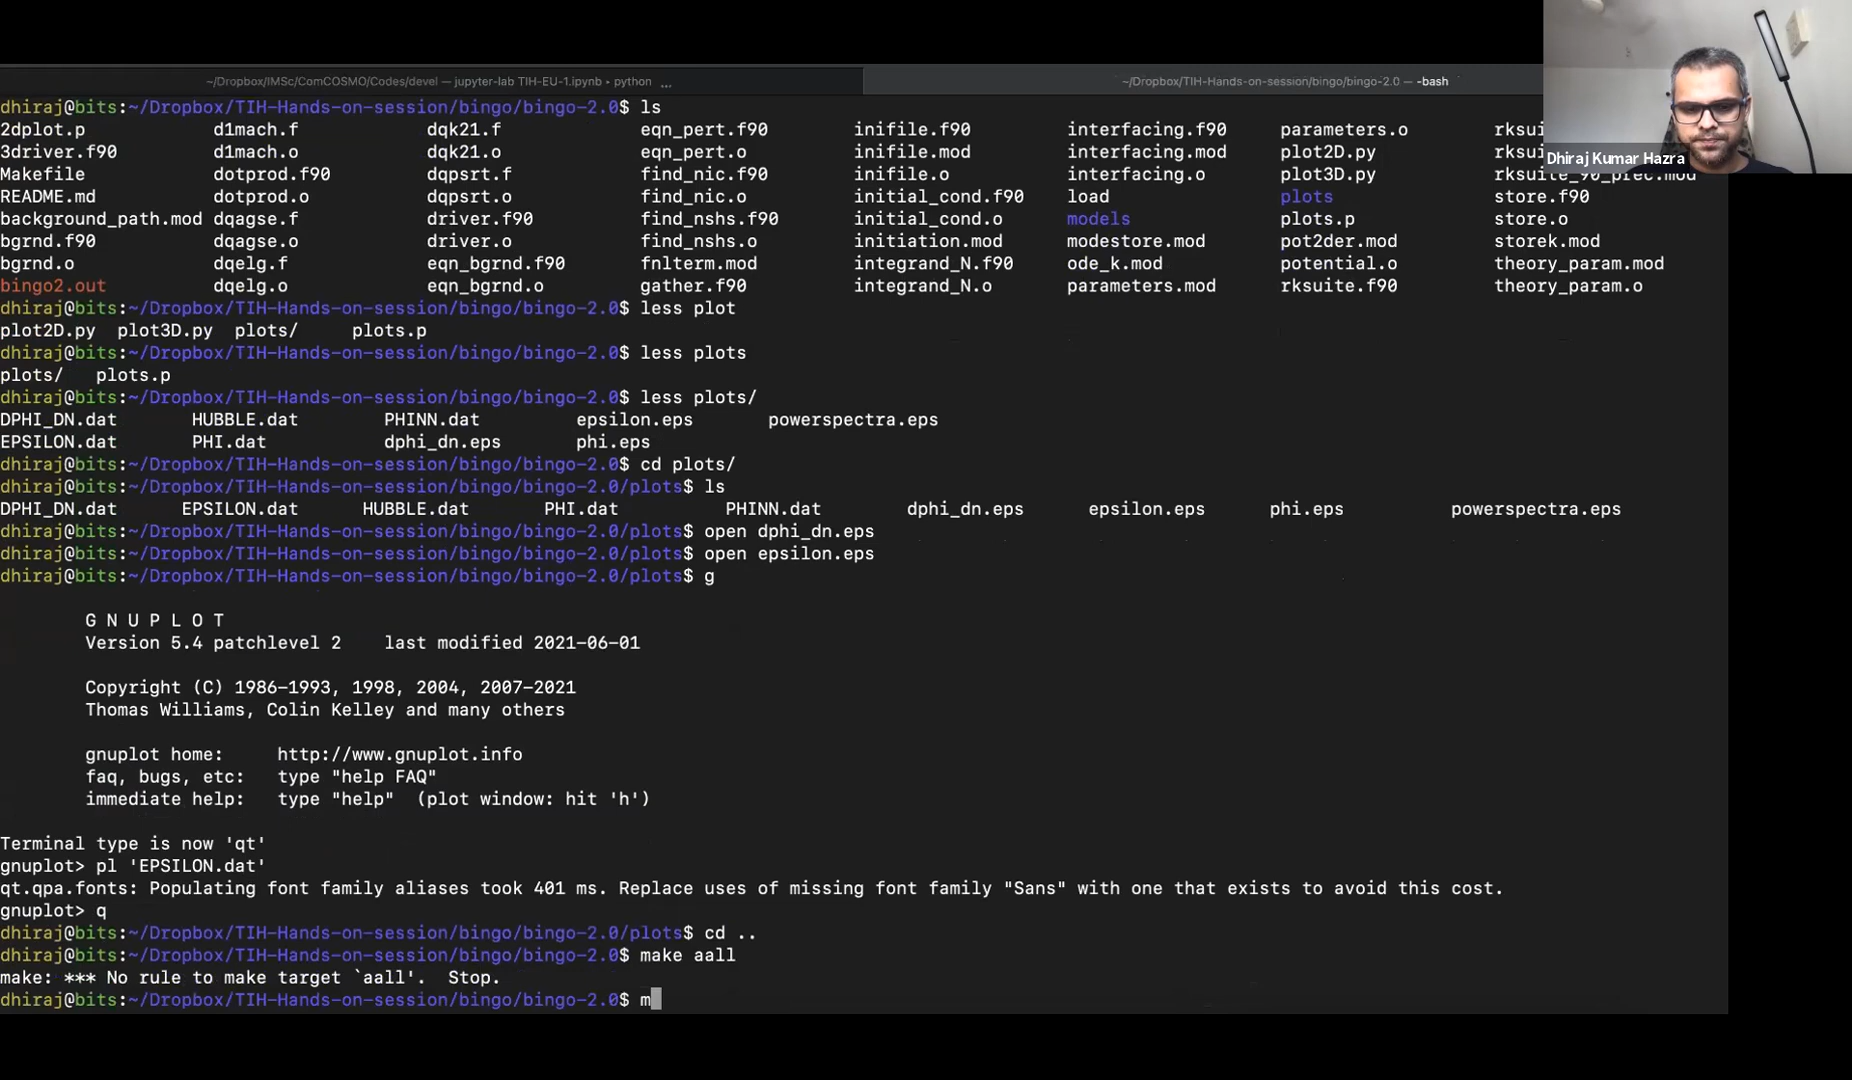 ~/Dropbox/IMSc/ComCOSMO/Codes/devel — jupyter-lab TIH-EU-1.ipynb • python ...
~/Dropbox/TIH-Hands-on-session/bingo/bingo-2.0 — -bash
dhiraj@bits:~/Dropbox/TIH-Hands-on-session/bingo/bingo-2.0$ ls
2dplot.p d1mach.f dqk21.f eqn_pert.f90 inifile.f90 interfacing.f90 parameters.o
3driver.f90 d1mach.o dqk21.o eqn_pert.o inifile.mod interfacing.mod plot2D.py
Dhiraj Kumar Hazra
Makefile dotprod.f90 dqpsrt.f find_nic.f90 inifile.o interfacing.o plot3D.py rksuite_90_prec.mod
README.md dotprod.o dqpsrt.o find_nic.o initial_cond.f90 load plots store.f90
background_path.mod dqagse.f driver.f90 find_nshs.f90 initial_cond.o models plots.p store.o
bgrnd.f90 dqagse.o driver.o find_nshs.o initiation.mod modestore.mod pot2der.mod storek.mod
bgrnd.o dqelg.f eqn_bgrnd.f90 fnlterm.mod integrand_N.f90 ode_k.mod potential.o theory_param.mod
bingo2.out dqelg.o eqn_bgrnd.o gather.f90 integrand_N.o parameters.mod rksuite.f90 theory_param.o
dhiraj@bits:~/Dropbox/TIH-Hands-on-session/bingo/bingo-2.0$ less plot
plot2D.py plot3D.py plots/ plots.p
dhiraj@bits:~/Dropbox/TIH-Hands-on-session/bingo/bingo-2.0$ less plots
plots/ plots.p
dhiraj@bits:~/Dropbox/TIH-Hands-on-session/bingo/bingo-2.0$ less plots/
DPHI_DN.dat HUBBLE.dat PHINN.dat epsilon.eps powerspectra.eps
EPSILON.dat PHI.dat dphi_dn.eps phi.eps
dhiraj@bits:~/Dropbox/TIH-Hands-on-session/bingo/bingo-2.0$ cd plots/
dhiraj@bits:~/Dropbox/TIH-Hands-on-session/bingo/bingo-2.0/plots$ ls
DPHI_DN.dat EPSILON.dat HUBBLE.dat PHI.dat PHINN.dat dphi_dn.eps epsilon.eps phi.eps powerspectra.eps
dhiraj@bits:~/Dropbox/TIH-Hands-on-session/bingo/bingo-2.0/plots$ open dphi_dn.eps
dhiraj@bits:~/Dropbox/TIH-Hands-on-session/bingo/bingo-2.0/plots$ open epsilon.eps
dhiraj@bits:~/Dropbox/TIH-Hands-on-session/bingo/bingo-2.0/plots$ g
G N U P L O T
Version 5.4 patchlevel 2 last modified 2021-06-01
Copyright (C) 1986-1993, 1998, 2004, 2007-2021
Thomas Williams, Colin Kelley and many others
gnuplot home: http://www.gnuplot.info
faq, bugs, etc: type "help FAQ"
immediate help: type "help" (plot window: hit 'h')
Terminal type is now 'qt'
gnuplot> pl 'EPSILON.dat'
qt.qpa.fonts: Populating font family aliases took 401 ms. Replace uses of missing font family "Sans" with one that exists to avoid this cost.
gnuplot> q
dhiraj@bits:~/Dropbox/TIH-Hands-on-session/bingo/bingo-2.0/plots$ cd ..
dhiraj@bits:~/Dropbox/TIH-Hands-on-session/bingo/bingo-2.0$ make aall
make: *** No rule to make target `aall'. Stop.
dhiraj@bits:~/Dropbox/TIH-Hands-on-session/bingo/bingo-2.0$ m